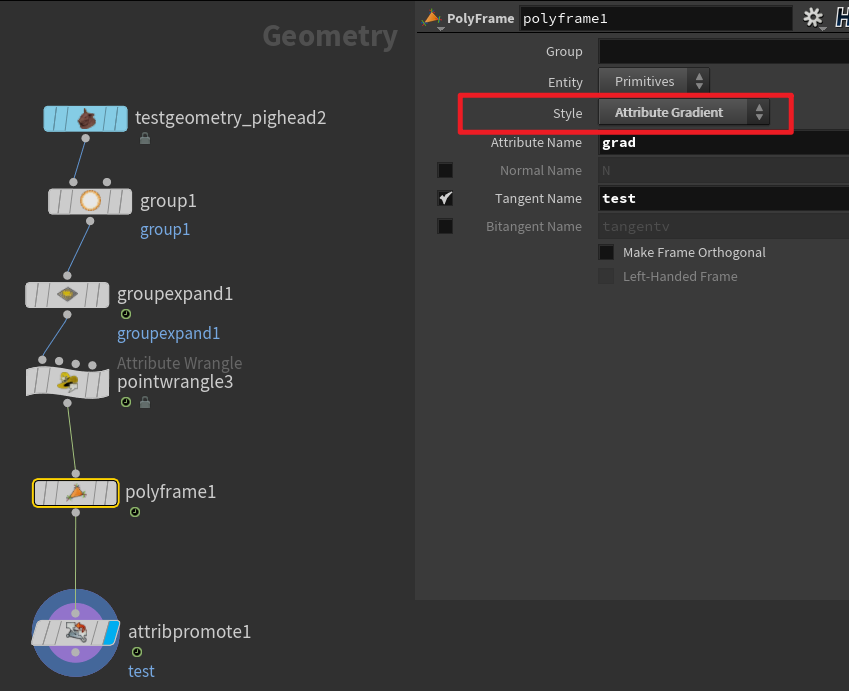 Geometry
testgeometry_pighead2
group1
group1
groupexpand1
groupexpand1
Attribute Wrangle
pointwrangle3
polyframe1
attribpromote1
test
PolyFrame polyframe1
Group
Entity Primitives
Style Attribute Gradient
Attribute Name grad
Normal Name N
Tangent Name test
Bitangent Name tangentv
Make Frame Orthogonal
Left-Handed Frame